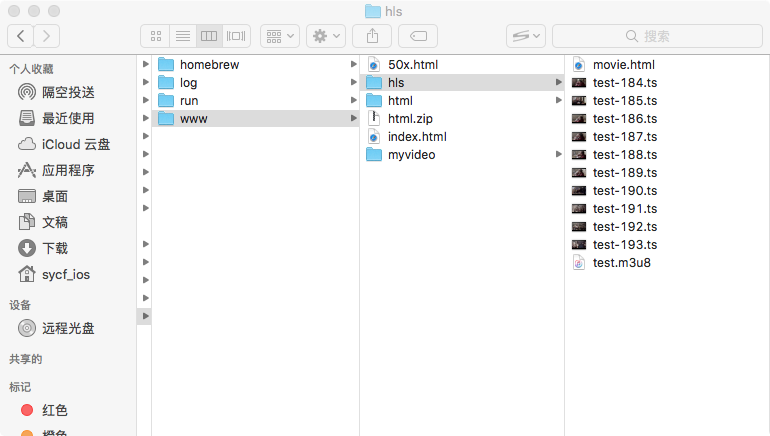 hls
搜索
个人收藏
隔空投送
最近使用
iCloud 云盘
应用程序
桌面
文稿
下载
sycf_ios
设备
远程光盘
共享的
标记
红色
橙色
homebrew
log
run
www
50x.html
hls
html
html.zip
index.html
myvideo
movie.html
test-184.ts
test-185.ts
test-186.ts
test-187.ts
test-188.ts
test-189.ts
test-190.ts
test-191.ts
test-192.ts
test-193.ts
test.m3u8